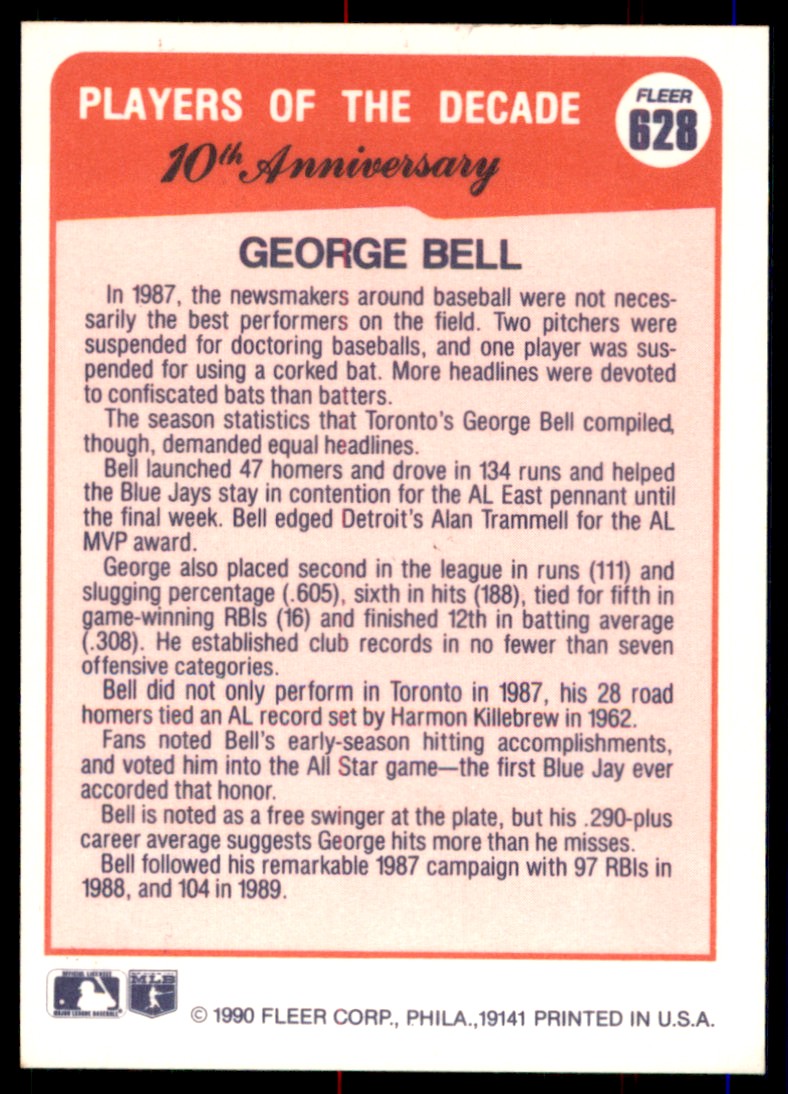 PLAYERS OF THE DECADE
10th Anniversary
FLEER
628
GEORGE BELL
In 1987, the newsmakers around baseball were not neces-
sarily the best performers on the field. Two pitchers were
suspended for doctoring baseballs, and one player was sus-
pended for using a corked bat. More headlines were devoted
to confiscated bats than batters.
The season statistics that Toronto's George Bell compiled,
though, demanded equal headlines.
Bell launched 47 homers and drove in 134 runs and helped
the Blue Jays stay in contention for the AL East pennant until
the final week. Bell edged Detroit's Alan Trammell for the AL
MVP award.
George also placed second in the league in runs (111) and
slugging percentage (.605), sixth in hits (188), tied for fifth in
game-winning RBIs (16) and finished 12th in batting average
(.308). He established club records in no fewer than seven
offensive categories.
Bell did not only perform in Toronto in 1987, his 28 road
homers tied an AL record set by Harmon Killebrew in 1962.
Fans noted Bell's early-season hitting accomplishments,
and voted him into the All Star game—the first Blue Jay ever
accorded that honor.
Bell is noted as a free swinger at the plate, but his .290-plus
career average suggests George hits more than he misses.
Bell followed his remarkable 1987 campaign with 97 RBIs in
1988, and 104 in 1989.
OFFICIAL LICENSEE
MAJOR LEAGUE BASEBALL
MLB
© 1990 FLEER CORP., PHILA.,19141 PRINTED IN U.S.A.